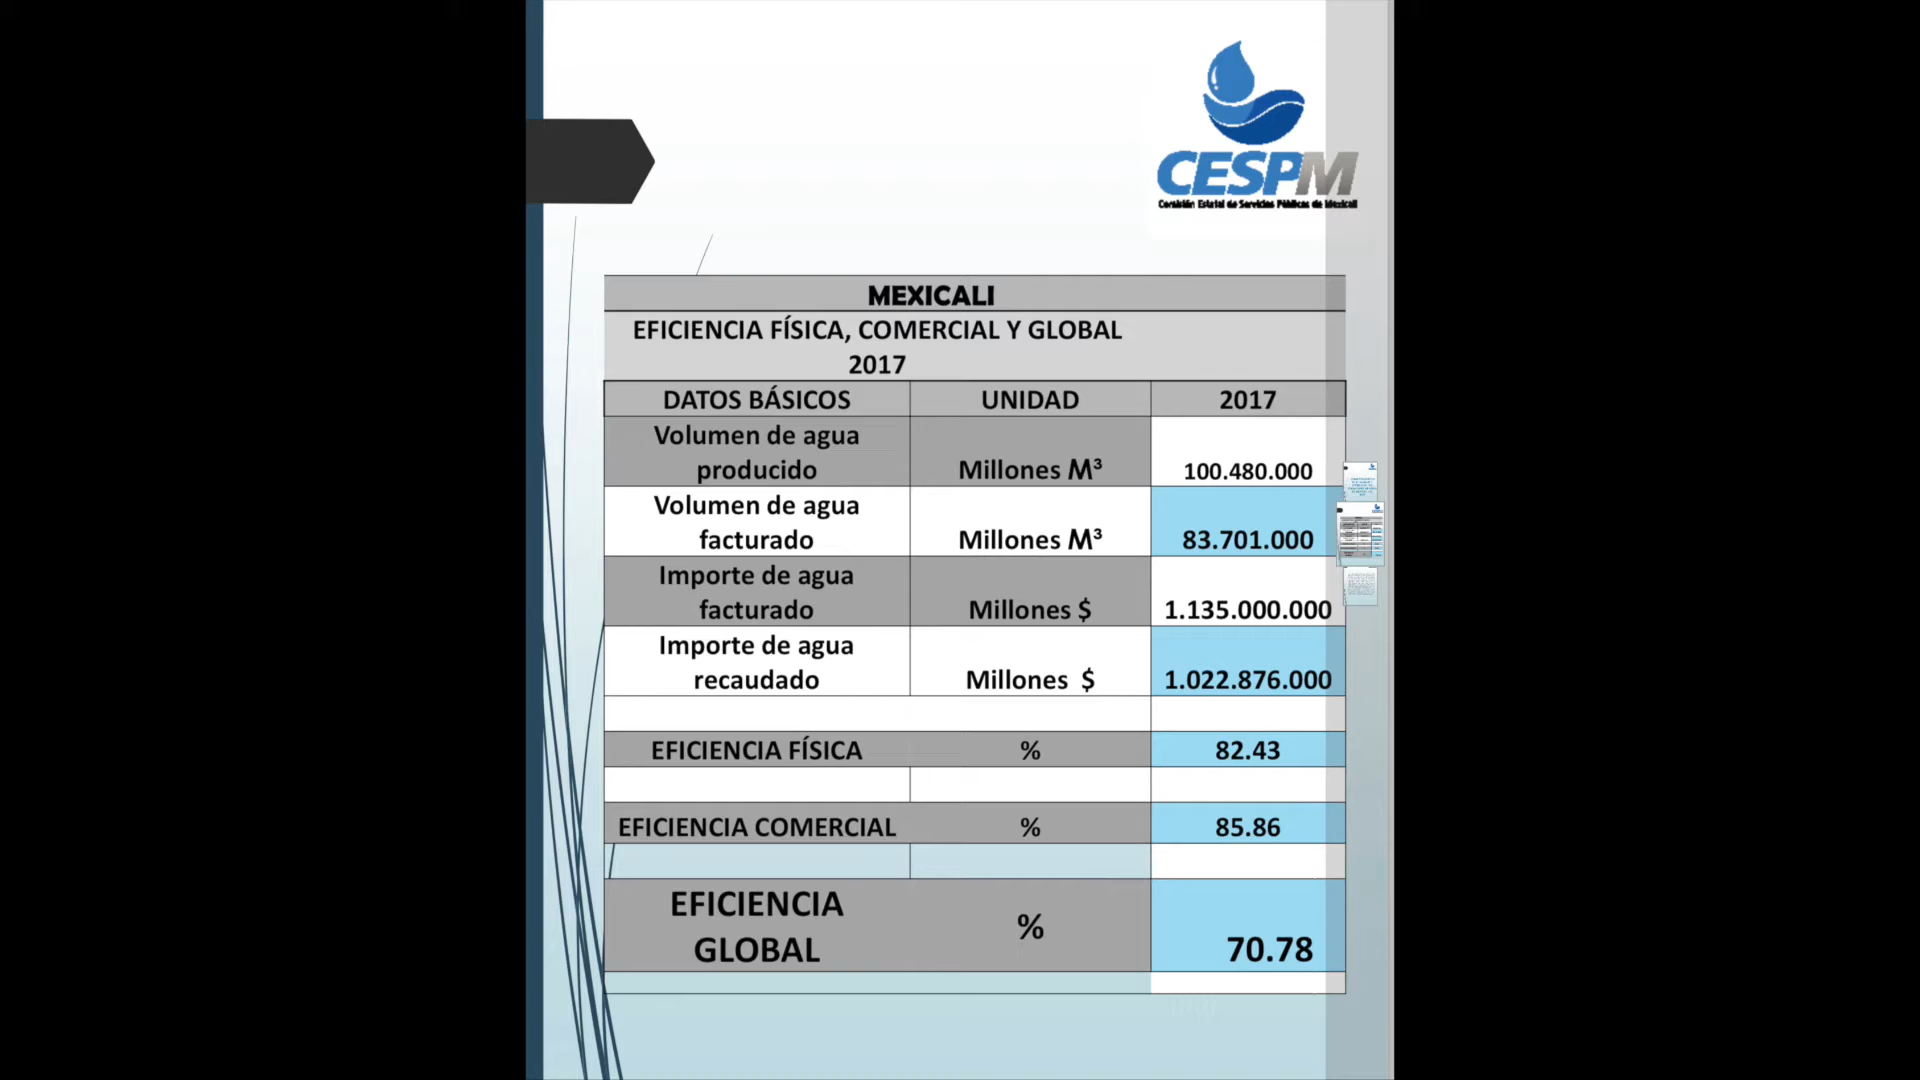 CESPM
Comisión Estatal de Servicios Públicos de Mexicali
MEXICALI
EFICIENCIA FÍSICA, COMERCIAL Y GLOBAL
2017
DATOS BÁSICOS UNIDAD 2017
Volumen de agua
producido Millones M³ 100.480.000
Volumen de agua
facturado Millones M³ 83.701.000
Importe de agua
facturado Millones $ 1.135.000.000
Importe de agua
recaudado Millones $ 1.022.876.000
EFICIENCIA FÍSICA % 82.43
EFICIENCIA COMERCIAL % 85.86
EFICIENCIA
GLOBAL % 70.78